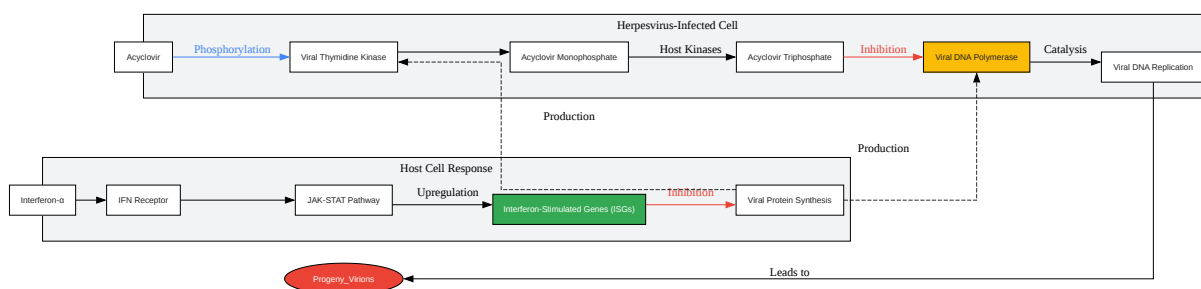 Herpesvirus-Infected Cell
Acyclovir
Phosphorylation
Viral Thymidine Kinase
Acyclovir Monophosphate
Host Kinases
Acyclovir Triphosphate
Inhibition
Viral DNA Polymerase
Catalysis
Viral DNA Replication
Production
Production
Host Cell Response
Interferon-α
IFN Receptor
JAK-STAT Pathway
Upregulation
Interferon-Stimulated Genes (ISGs)
Inhibition
Viral Protein Synthesis
Progeny_Virions
Leads to